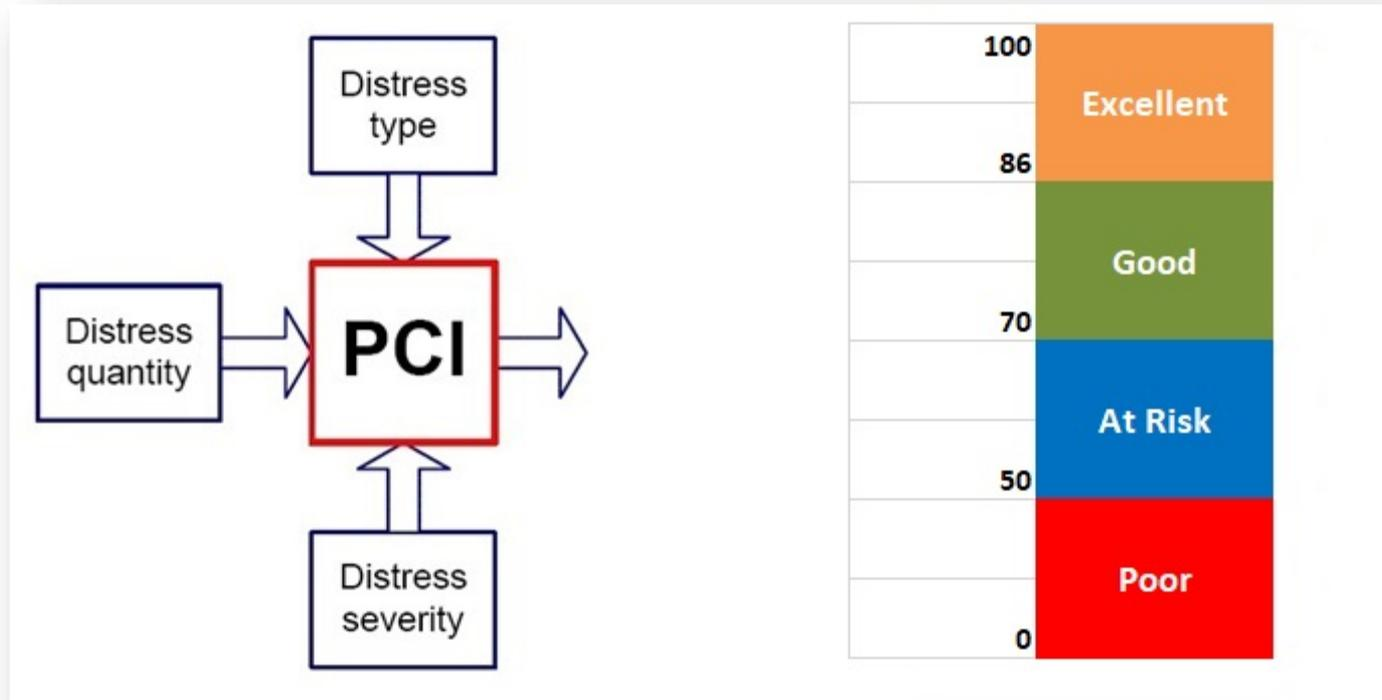 Distress
type
Distress
quantity
PCI
Distress
severity
100
Excellent
86
Good
70
At Risk
50
Poor
0